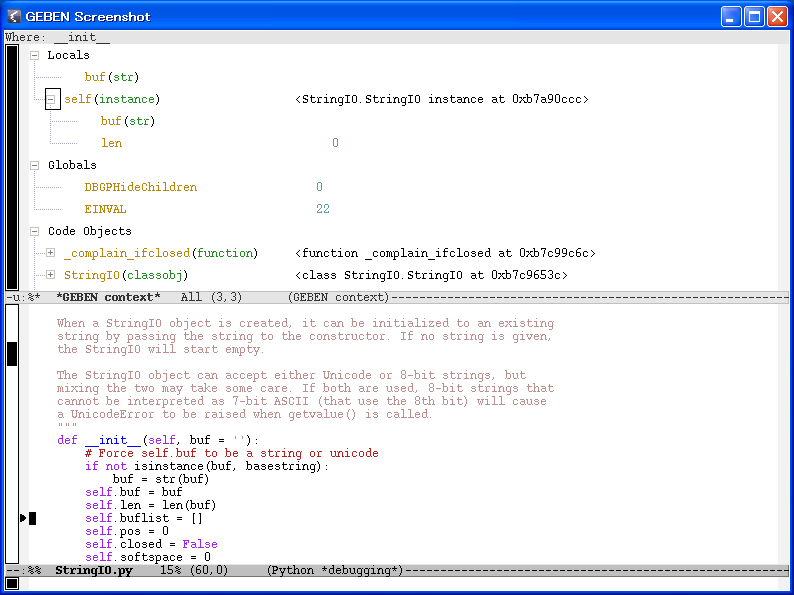 GEBEN Screenshot
Where: __init__
Locals
buf(str)
self(instance) <StringIO.StringIO instance at 0xb7a90ccc>
buf(str)
len 0
Globals
DBGPHideChildren 0
EINVAL 22
Code Objects
_complain_ifclosed(function) <function _complain_ifclosed at 0xb7c99c6c>
StringIO(classobj) <class StringIO.StringIO at 0xb7c9653c>
-u:%* *GEBEN context* All (3,3) (GEBEN context)--------------------------------------------------------
When a StringIO object is created, it can be initialized to an existing
string by passing the string to the constructor. If no string is given,
the StringIO will start empty.
The StringIO object can accept either Unicode or 8-bit strings, but
mixing the two may take some care. If both are used, 8-bit strings that
cannot be interpreted as 7-bit ASCII (that use the 8th bit) will cause
a UnicodeError to be raised when getvalue() is called.
"""
def __init__(self, buf = ''):
# Force self.buf to be a string or unicode
if not isinstance(buf, basestring):
buf = str(buf)
self.buf = buf
self.len = len(buf)
self.buflist = []
self.pos = 0
self.closed = False
self.softspace = 0
--:%% StringIO.py 15% (60,0) (Python *debugging*)------------------------------------------------------